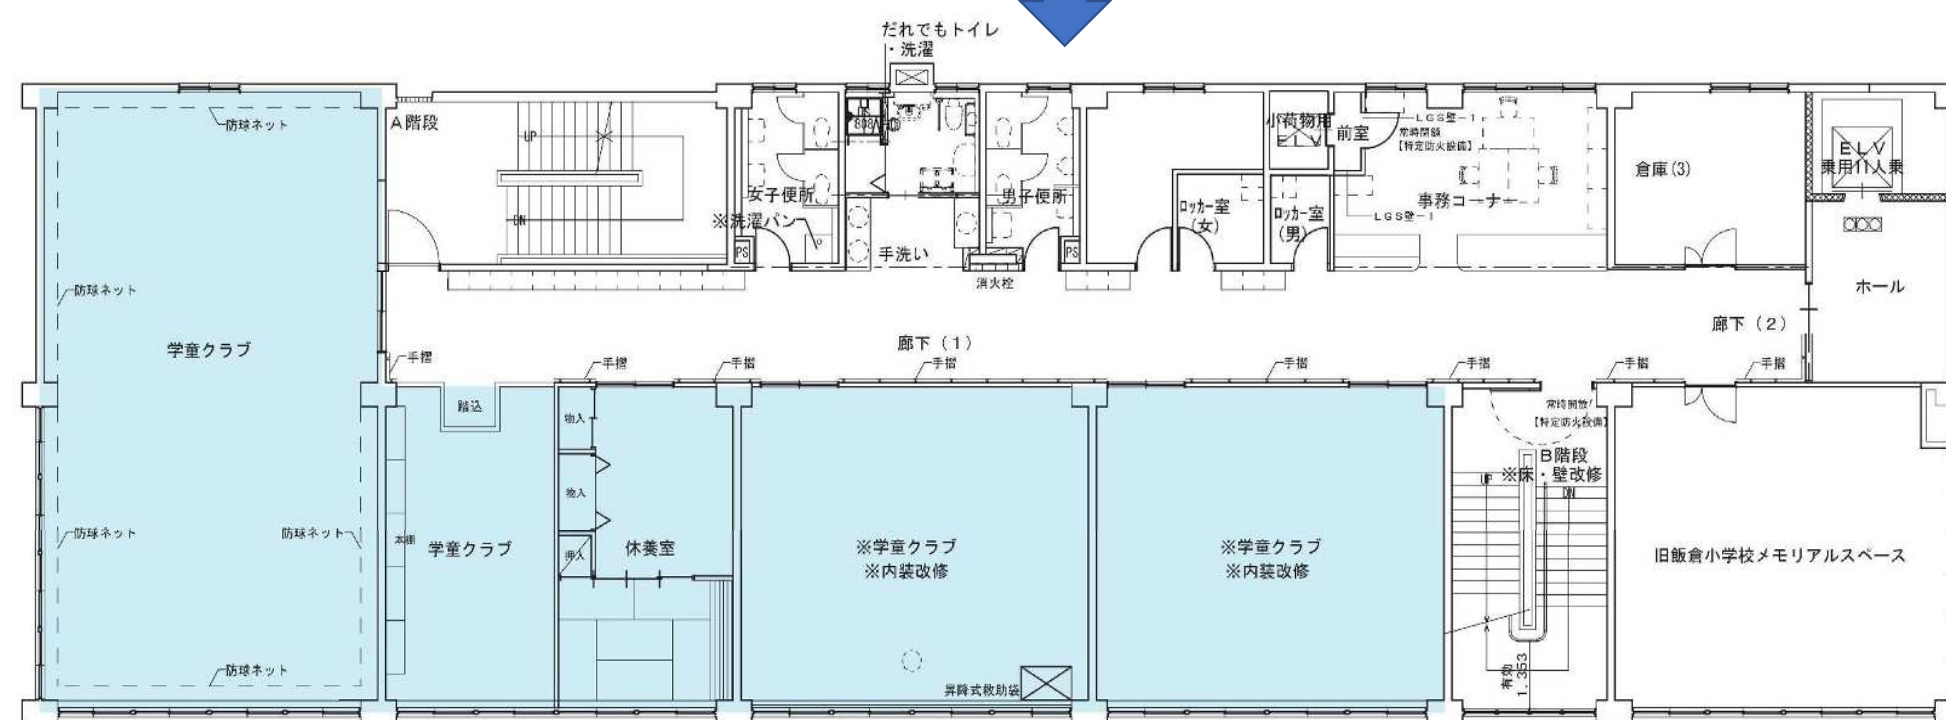 だれでもトイレ
・洗濯
防球ネット
A階段
UP
DN
女子便所
※洗濯パン
PS
手洗い
男子便所
消火栓
PS
ロッカー室
(女)
小荷物用
ELV
前室
ロッカー室
(男)
LGS壁-1
常時閉鎖
【特定防火設備】
事務コーナー
LGS壁-1
倉庫(3)
ELV
乗用11人乗
ホール
防球ネット
学童クラブ
廊下(1)
廊下(2)
手摺
手摺
手摺
手摺
手摺
手摺
手摺
手摺
踏込
物入
物入
押入
本棚
学童クラブ
休養室
※学童クラブ
※内装改修
※学童クラブ
※内装改修
【特定防火設備】
B階段
※床・壁改修
UP
DN
旧飯倉小学校メモリアルスペース
防球ネット
防球ネット
防球ネット
昇降式救助袋
有効
1,353